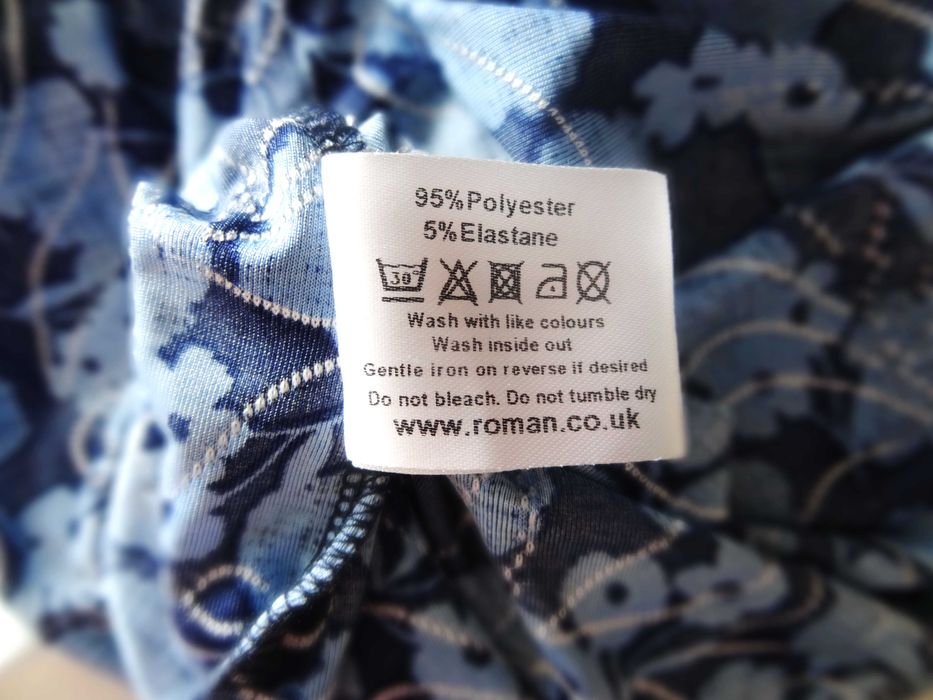 95%Polyester
5%Elastane
30°
Wash with like colours
Wash inside out
Gentle iron on reverse if desired
Do not bleach. Do not tumble dry
www.roman.co.uk